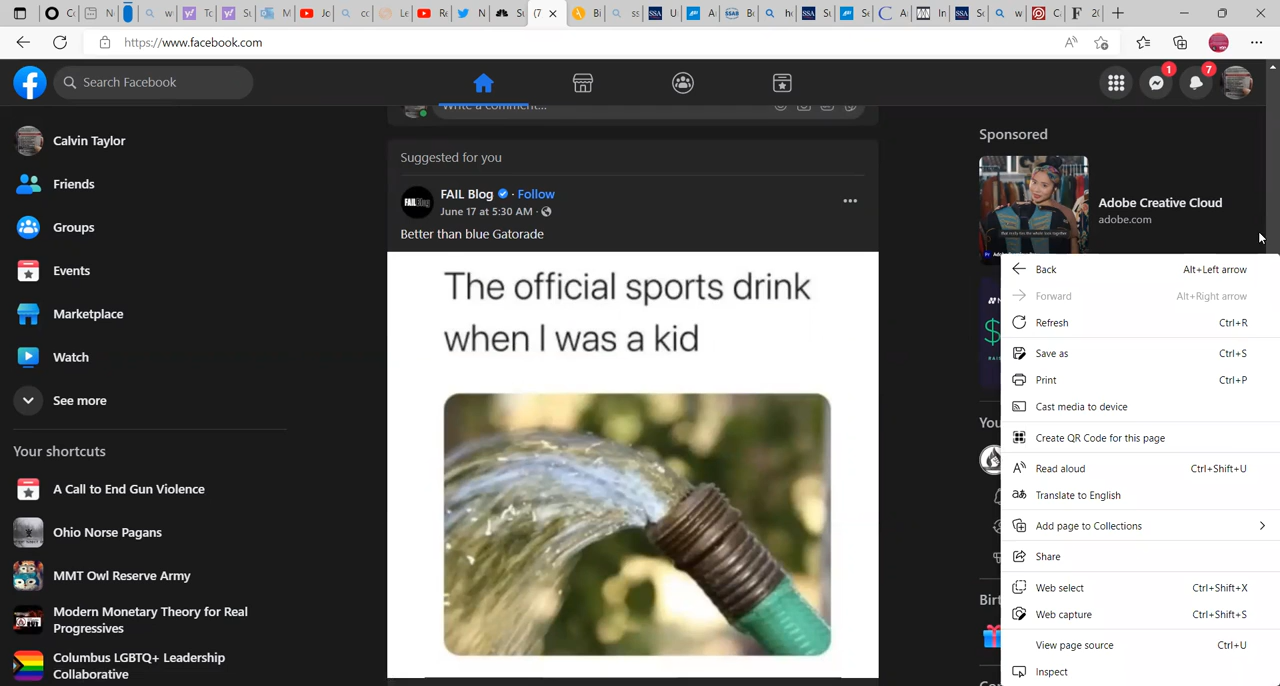 https://www.facebook.com
Search Facebook
1
7
Calvin Taylor
Friends
Groups
Events
Marketplace
Watch
See more
Your shortcuts
A Call to End Gun Violence
Ohio Norse Pagans
MMT Owl Reserve Army
Modern Monetary Theory for Real
Progressives
Columbus LGBTQ+ Leadership
Collaborative
Write a comment...
Suggested for you
FAIL Blog · Follow
June 17 at 5:30 AM ·
Better than blue Gatorade
The official sports drink
when I was a kid
Sponsored
Adobe Creative Cloud
adobe.com
Back Alt+Left arrow
Forward Alt+Right arrow
Refresh Ctrl+R
Save as Ctrl+S
Print Ctrl+P
Cast media to device
Create QR Code for this page
Read aloud Ctrl+Shift+U
Translate to English
Add page to Collections
Share
Web select Ctrl+Shift+X
Web capture Ctrl+Shift+S
View page source Ctrl+U
Inspect